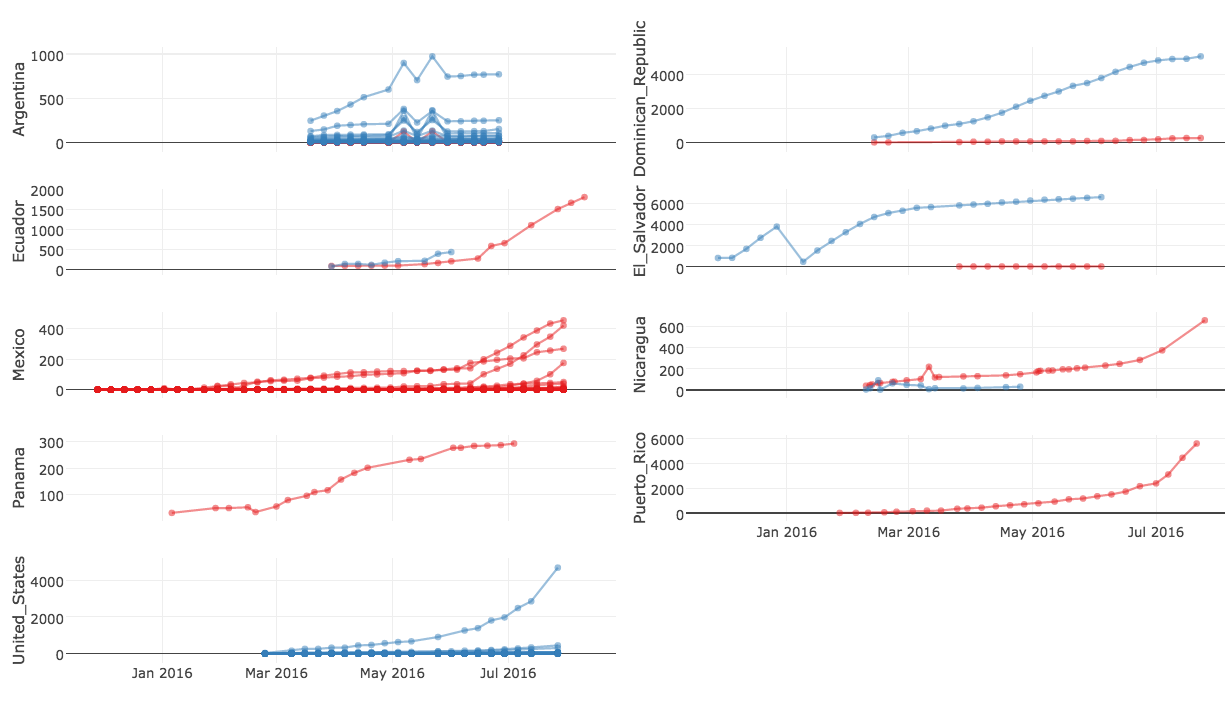 Argentina
1000
500
0
Dominican_Republic
4000
2000
0
Ecuador
2000
1500
1000
500
0
El_Salvador
6000
4000
2000
0
Mexico
400
200
0
Nicaragua
600
400
200
0
Panama
300
200
100
Puerto_Rico
6000
4000
2000
0
Jan 2016
Mar 2016
May 2016
Jul 2016
United_States
4000
2000
0
Jan 2016
Mar 2016
May 2016
Jul 2016